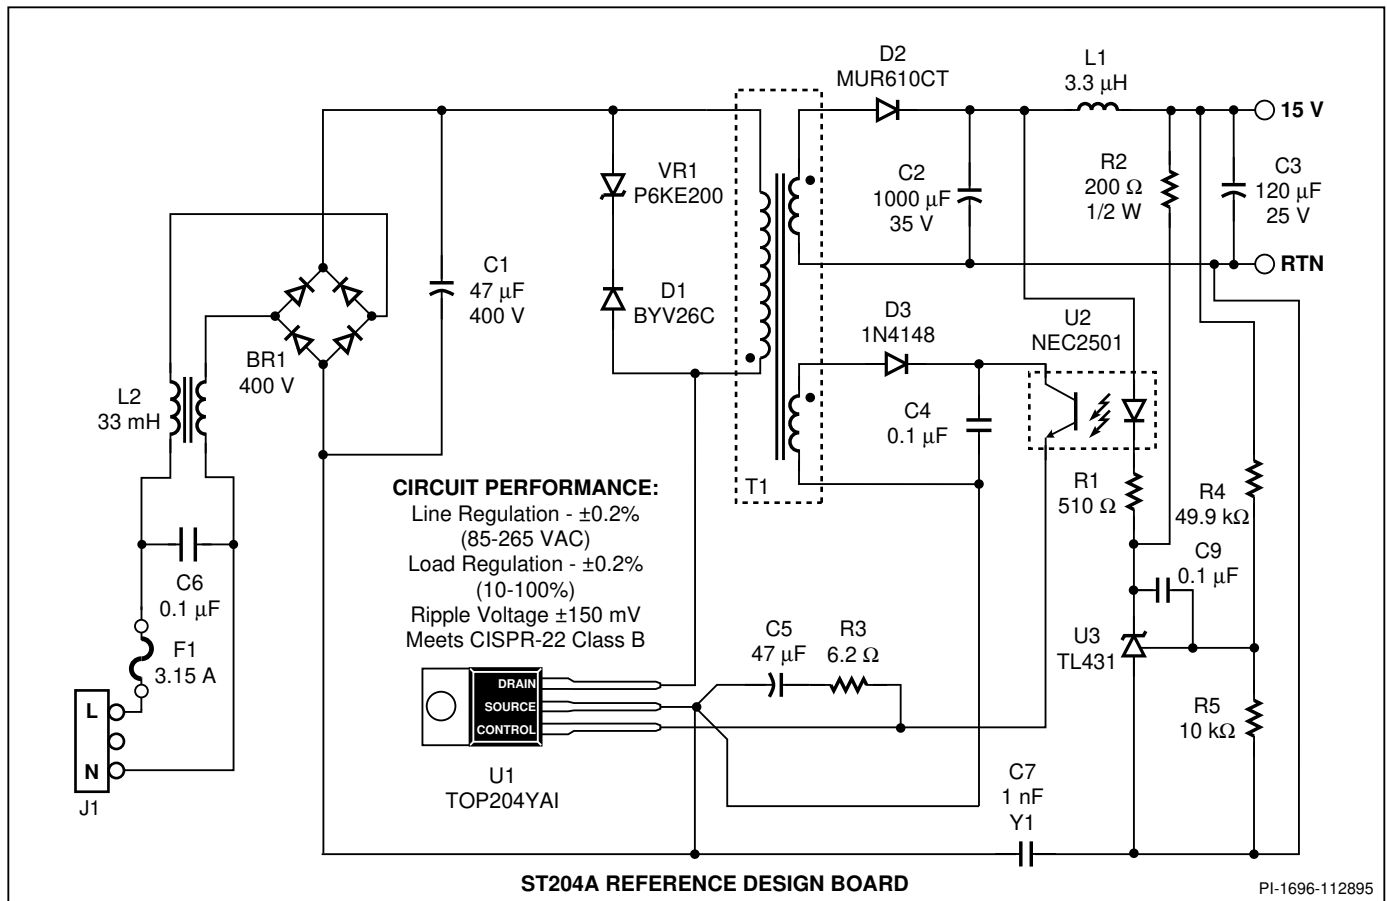 D2
MUR610CT
L1
3.3 µH
15 V
VR1
P6KE200
C2
1000 µF
35 V
R2
200 Ω
1/2 W
C3
120 µF
25 V
RTN
C1
47 µF
400 V
D1
BYV26C
D3
1N4148
U2
NEC2501
BR1
400 V
L2
33 mH
C4
0.1 µF
T1
R1
510 Ω
R4
49.9 kΩ
CIRCUIT PERFORMANCE:
Line Regulation - ±0.2%
(85-265 VAC)
Load Regulation - ±0.2%
(10-100%)
Ripple Voltage ±150 mV
Meets CISPR-22 Class B
C6
0.1 µF
C9
0.1 µF
F1
3.15 A
C5
47 µF
R3
6.2 Ω
U3
TL431
DRAIN
SOURCE
CONTROL
L
N
J1
R5
10 kΩ
U1
TOP204YAI
C7
1 nF
Y1
ST204A REFERENCE DESIGN BOARD
PI-1696-112895